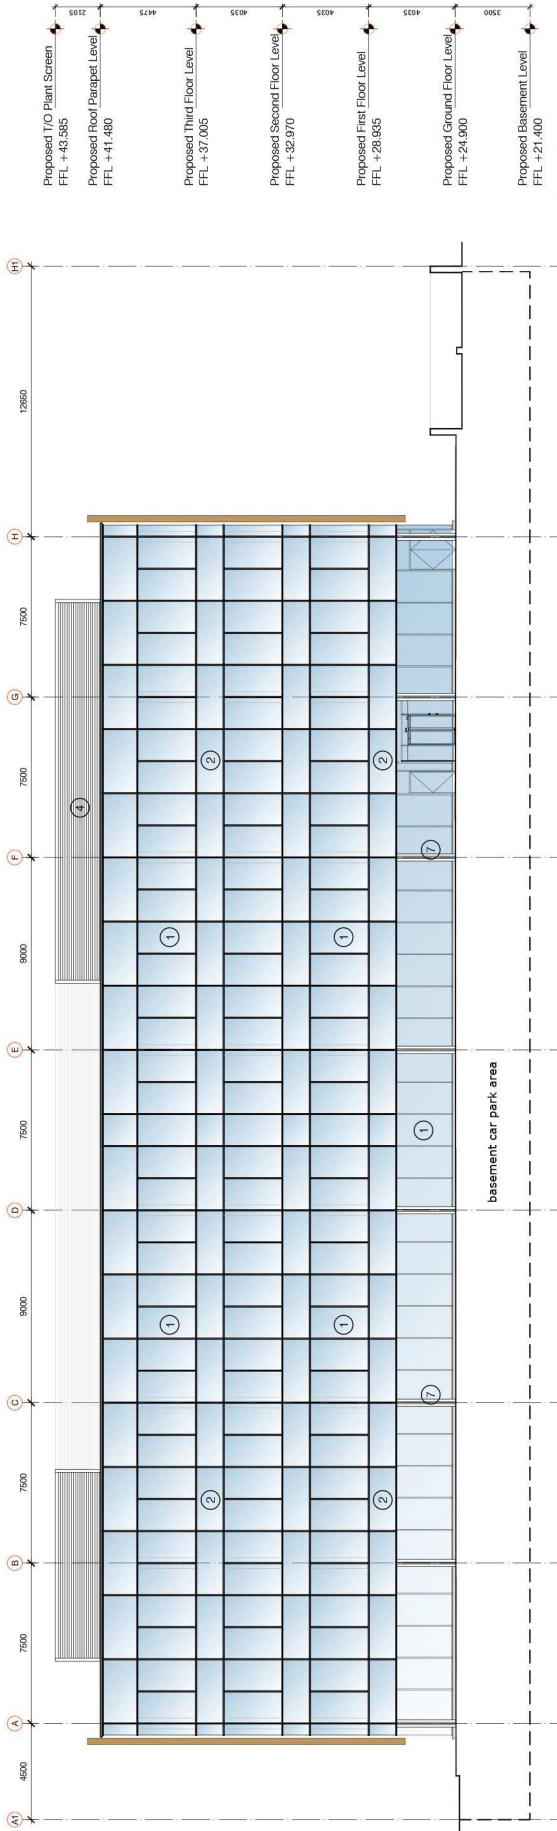 A1
A
B
C
D
E
F
G
H
H1
4500
7500
7500
7500
9000
7500
9000
7500
7500
12650
4
2
2
1
1
1
1
2
2
1
7
7
basement car park area
2105
4475
4035
4035
4035
3500
Proposed T/O Plant Screen
FFL +43.585
Proposed Roof Parapet Level
FFL +41.480
Proposed Third Floor Level
FFL +37.005
Proposed Second Floor Level
FFL +32.970
Proposed First Floor Level
FFL +28.935
Proposed Ground Floor Level
FFL +24.900
Proposed Basement Level
FFL +21.400